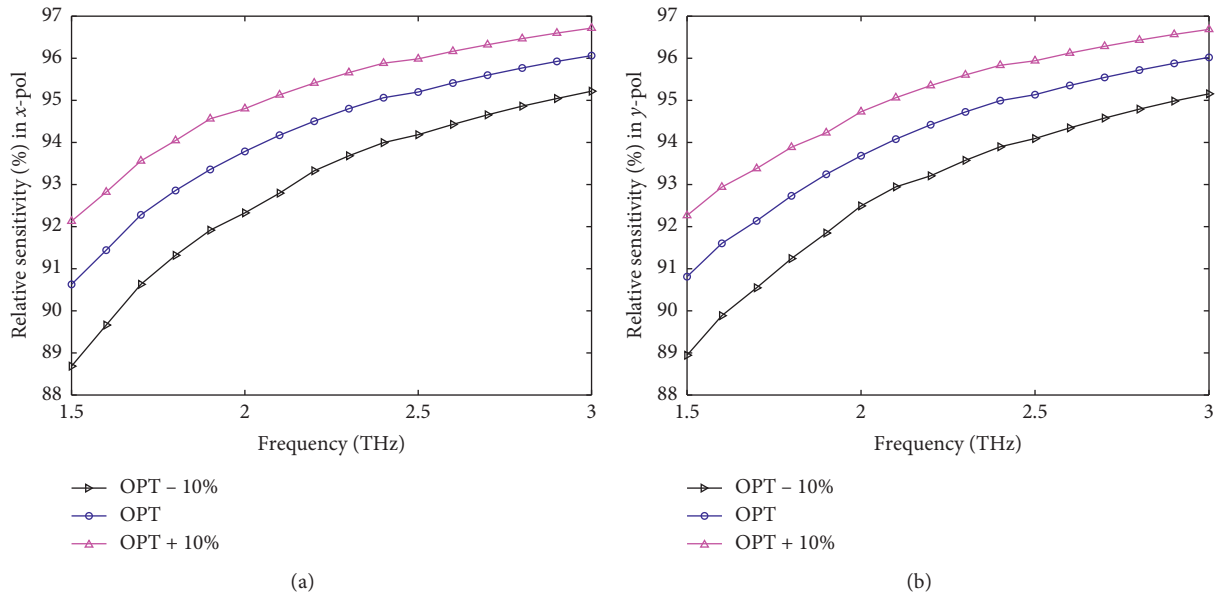 Relative sensitivity (%) in x-pol
97
96
95
94
93
92
91
90
89
88
1.5 2 2.5 3
Frequency (THz)
OPT – 10%
OPT
OPT + 10%
(a)
Relative sensitivity (%) in y-pol
97
96
95
94
93
92
91
90
89
88
1.5 2 2.5 3
Frequency (THz)
OPT – 10%
OPT
OPT + 10%
(b)